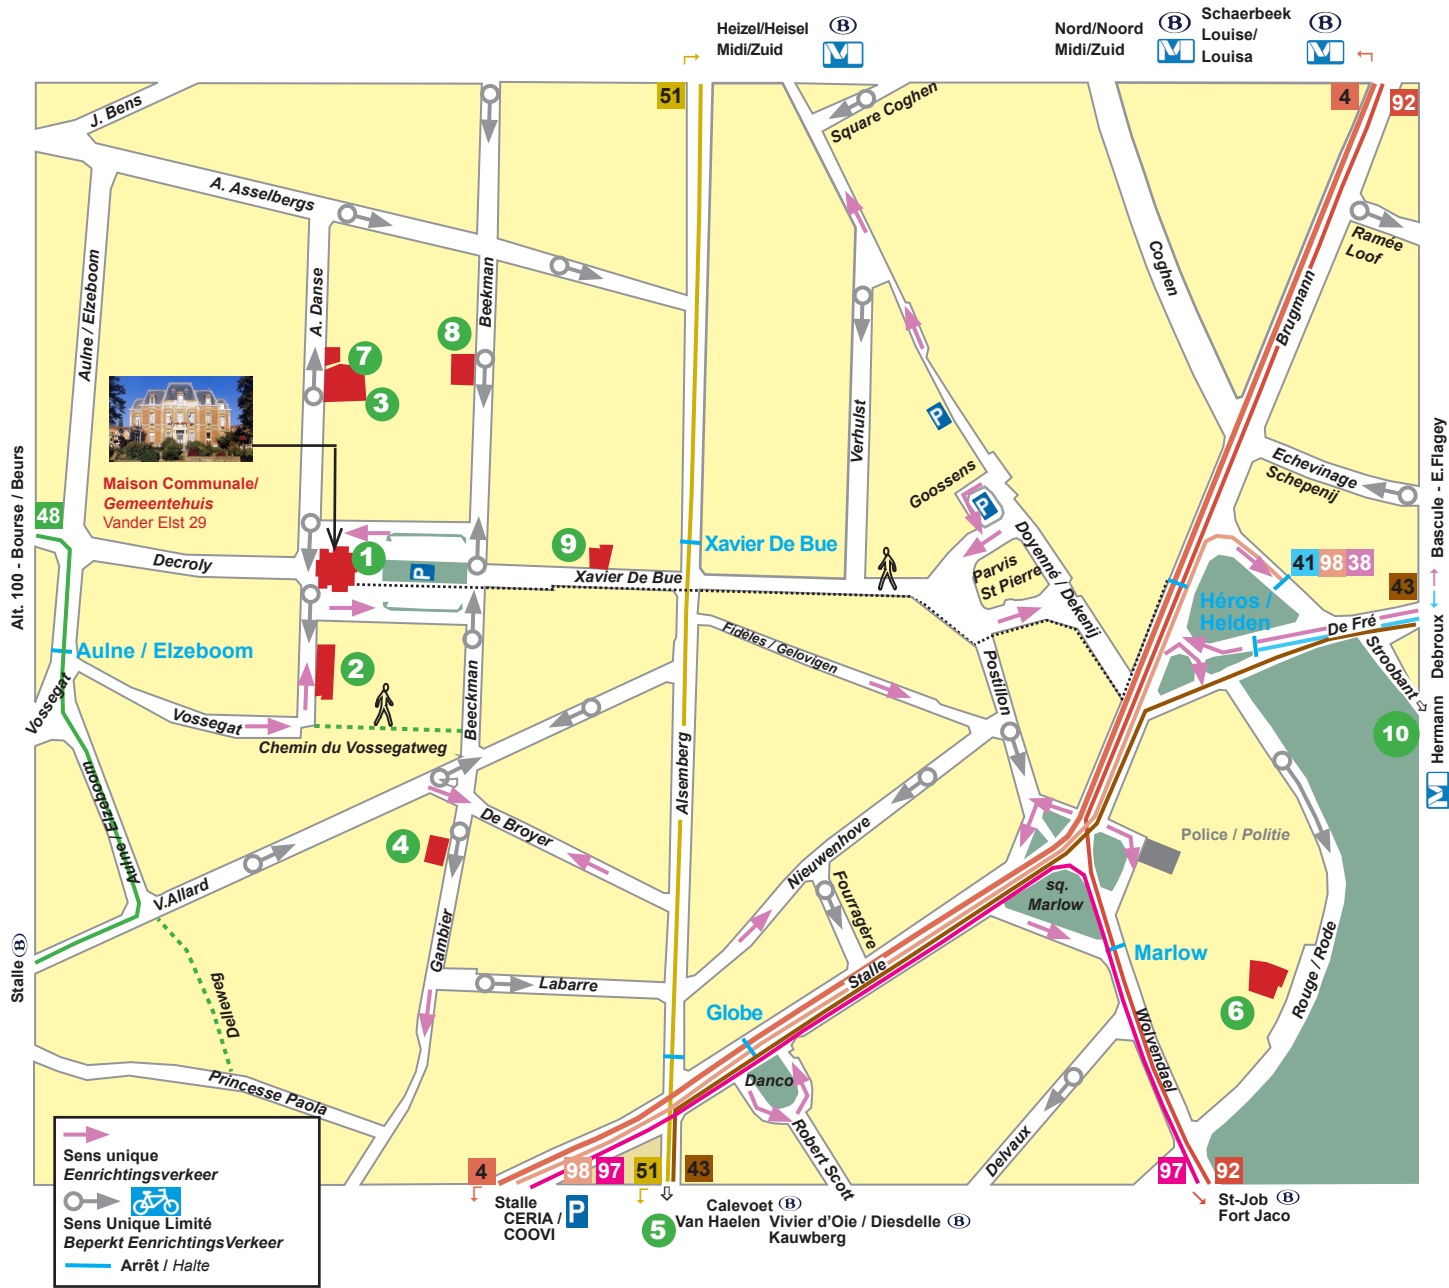 Heizel/Heisel
Midi/Zuid
B
M
Nord/Noord
Midi/Zuid
B
M
Schaerbeek
Louise/
Louisa
B
M
51
4
92
J. Bens
Square Coghen
A. Asselbergs
Ramée
Loof
Aulne / Elzeboom
A. Danse
Beekman
Coghen
Brugmann
7
8
3
Verhulst
P
Goossens
P
Echevinage
Schepenij
Alt. 100 - Bourse / Beurs
Bascule - E.Flagey
Maison Communale/
Gemeentehuis
Vander Elst 29
48
Decroly
1
P
9
Xavier De Bue
Xavier De Bue
Parvis
St Pierre
Doyenné / Dekenij
41
98
38
43
Héros /
Helden
De Fré
Stroobant
Debroux
Hermann
M
Aulne / Elzeboom
2
Fidèles / Gelovigen
Postillon
Vossegat
Vossegat
Chemin du Vossegatweg
Beeckman
Alsemberg
10
Aulne / Elzeboom
De Broyer
4
V.Allard
Nieuwenhove
Fourragère
Police / Politie
sq.
Marlow
Marlow
Stalle B
Delleweg
Gambier
Labarre
Stalle
Globe
Wolvendael
6
Rouge / Rode
Princesse Paola
Danco
Robert Scott
Delvaux
Sens unique
Eenrichtingsverkeer
Sens Unique Limité
Beperkt EenrichtingsVerkeer
Arrêt / Halte
4
98
97
51
43
97
92
Stalle
CERIA /
COOVI
P
5
Calevoet B
Van Haelen Vivier d'Oie / Diesdelle B
Kauwberg
St-Job B
Fort Jaco